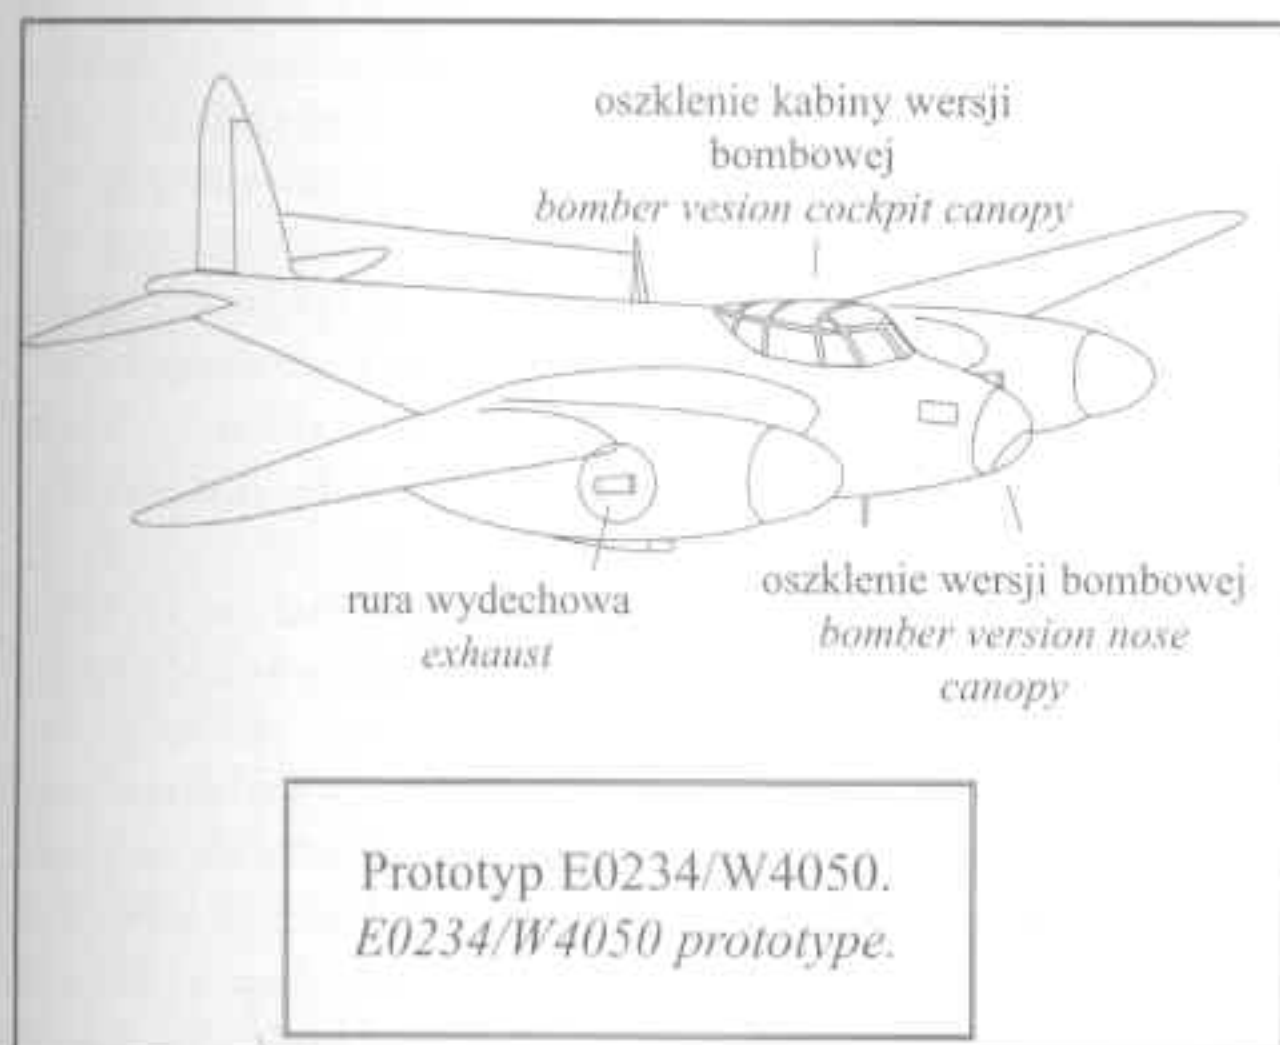 oszklenie kabiny wersji
bombowej
bomber vesion cockpit canopy
rura wydechowa
exhaust
oszklenie wersji bombowej
bomber version nose
canopy
Prototyp E0234/W4050.
E0234/W4050 prototype.